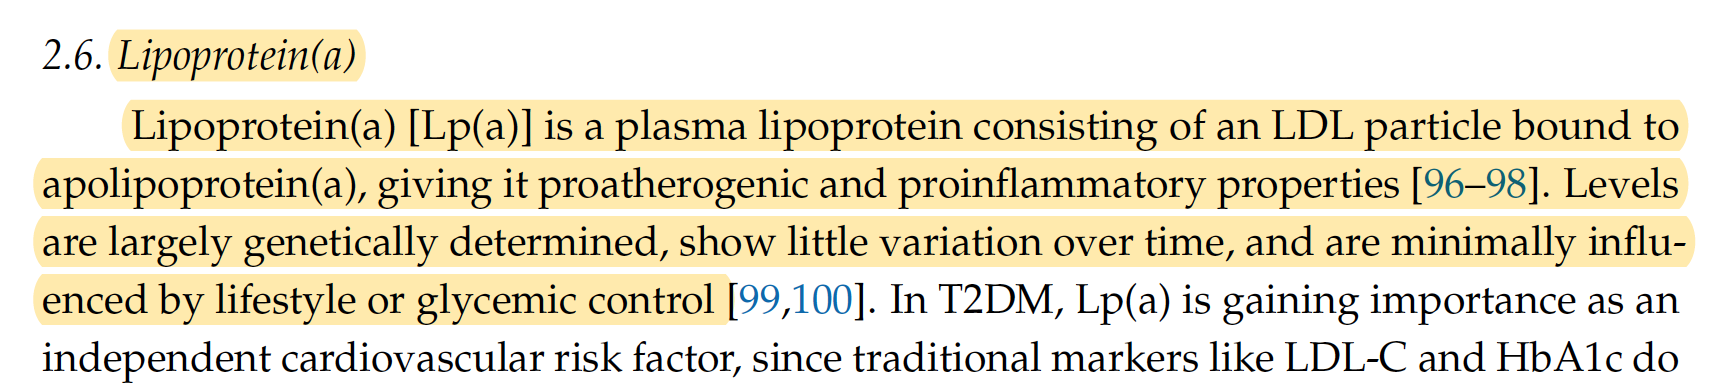 2.6. Lipoprotein(a)
Lipoprotein(a) [Lp(a)] is a plasma lipoprotein consisting of an LDL particle bound to
apolipoprotein(a), giving it proatherogenic and proinflammatory properties [96–98]. Levels
are largely genetically determined, show little variation over time, and are minimally influ-
enced by lifestyle or glycemic control [99,100]. In T2DM, Lp(a) is gaining importance as an
independent cardiovascular risk factor, since traditional markers like LDL-C and HbA1c do